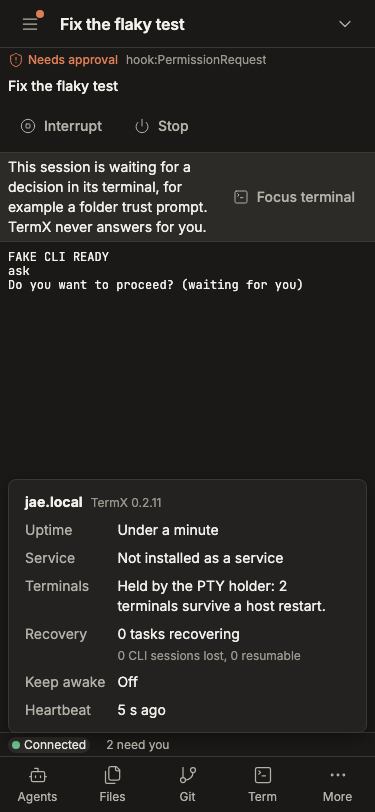 Fix the flaky test
Needs approval hook:PermissionRequest
Fix the flaky test
Interrupt Stop
This session is waiting for a
decision in its terminal, for
example a folder trust prompt.
TermX never answers for you.
Focus terminal
FAKE CLI READY
ask
Do you want to proceed? (waiting for you)
jae.local TermX 0.2.11
Uptime Under a minute
Service Not installed as a service
Terminals Held by the PTY holder: 2
terminals survive a host restart.
Recovery 0 tasks recovering
0 CLI sessions lost, 0 resumable
Keep awake Off
Heartbeat 5 s ago
Connected 2 need you
Agents Files Git Term More